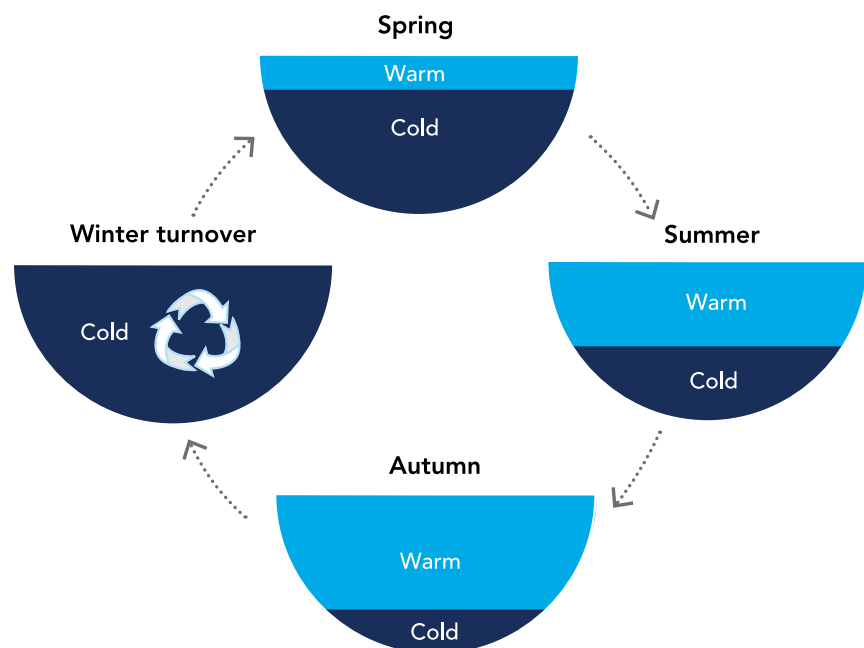 Spring
Warm
Cold
Summer
Warm
Cold
Autumn
Warm
Cold
Winter turnover
Cold